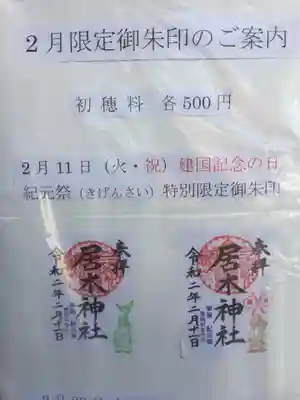 2月限定御朱印のご案内
初穂料 各500円
2月11日（火・祝）建国記念の日
紀元祭（きげんさい）特別限定御朱印
奉拝
居木神社
令和二年二月十一日
奉拝
居木神社
令和二年二月十一日